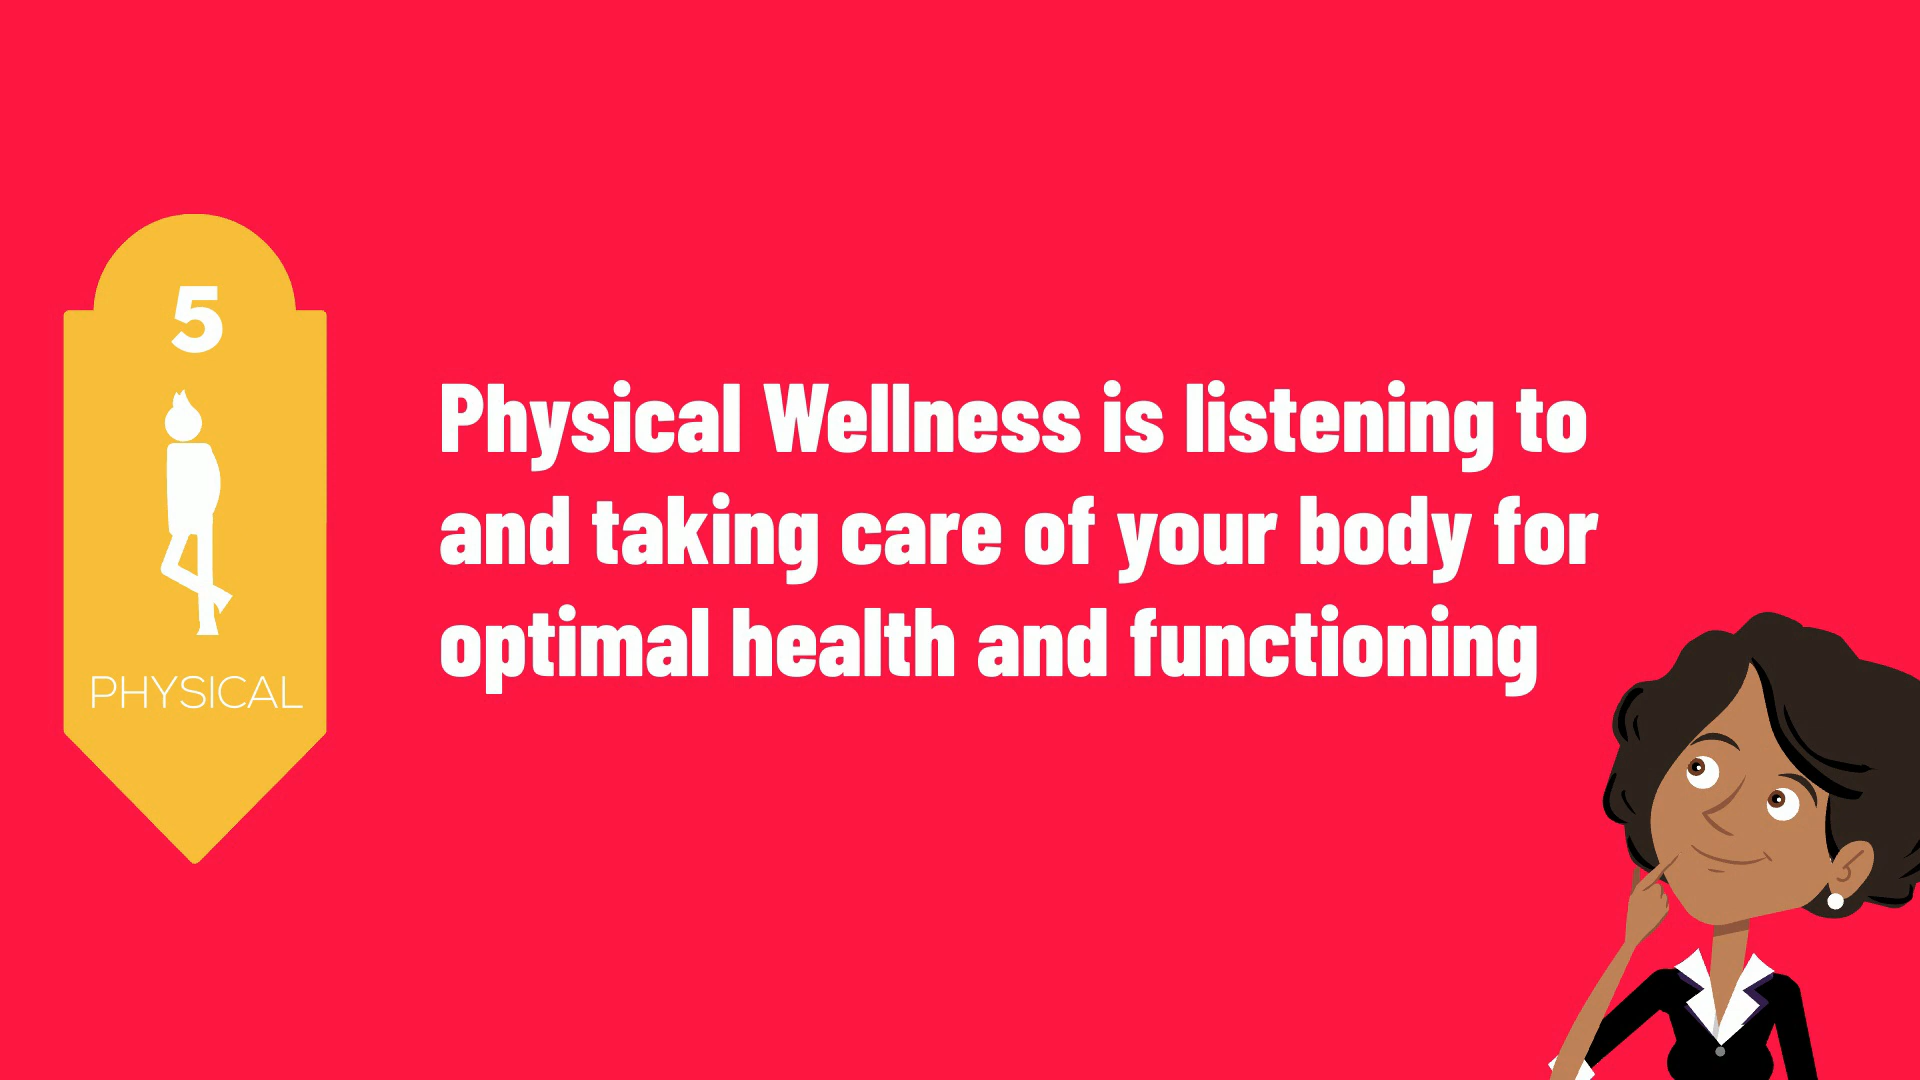 5
PHYSICAL
Physical Wellness is listening to
and taking care of your body for
optimal health and functioning